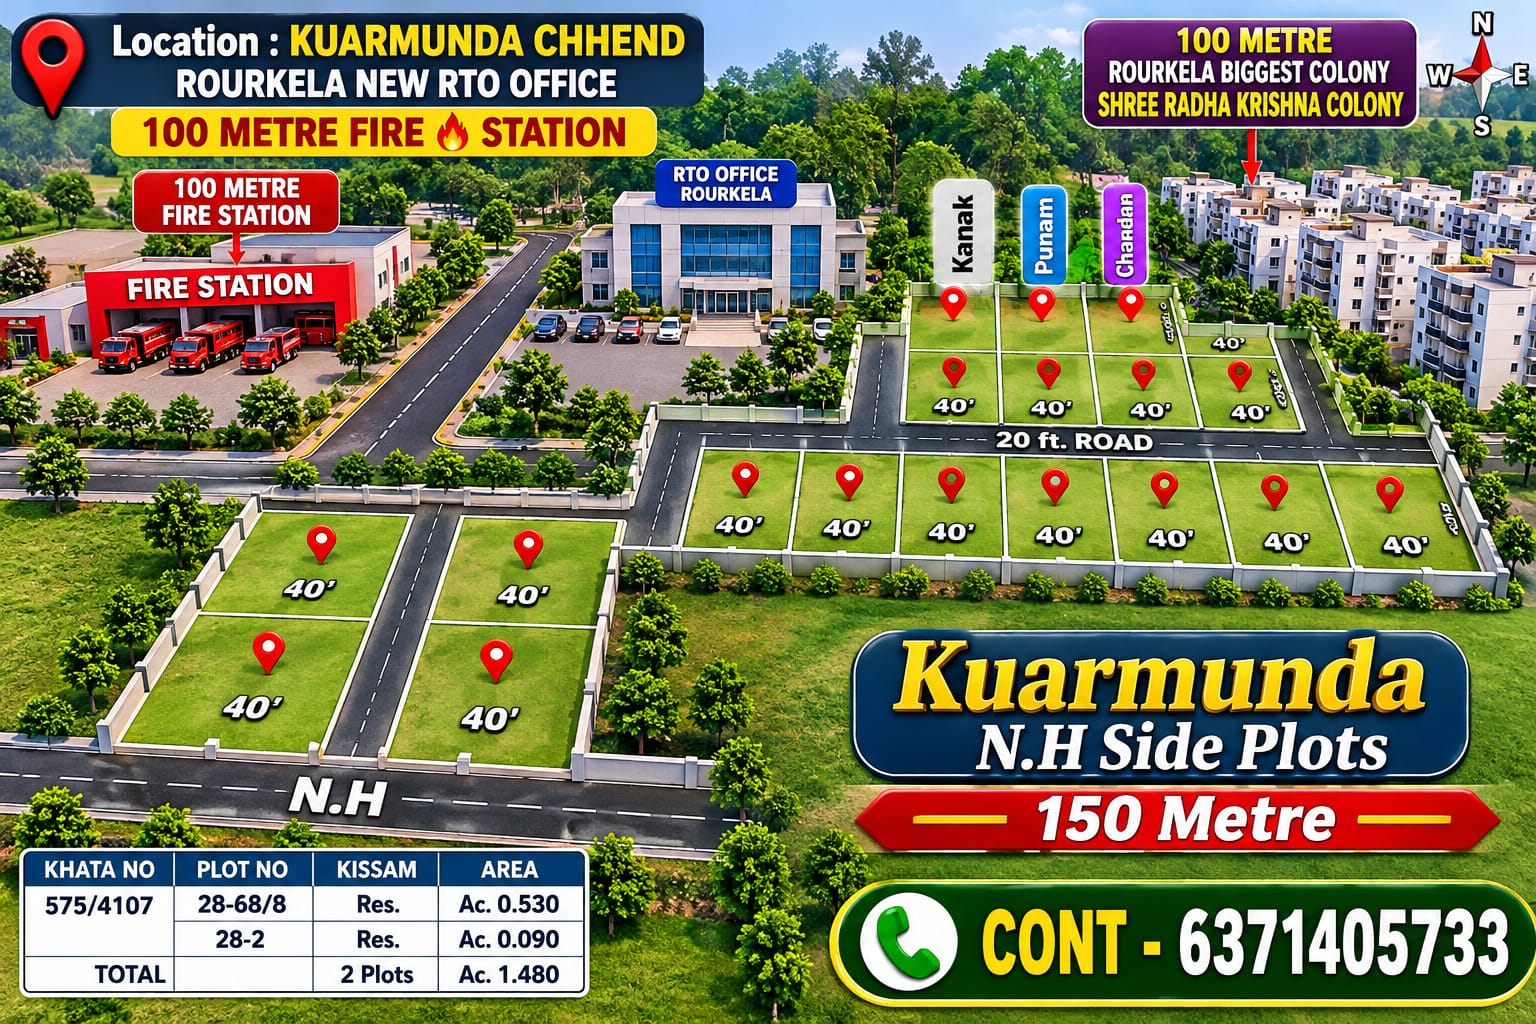 Location : KUARMUNDA CHHEND
ROURKELA NEW RTO OFFICE
100 METRE FIRE 🔥 STATION
100 METRE
FIRE STATION
FIRE STATION
RTO OFFICE
ROURKELA
100 METRE
ROURKELA BIGGEST COLONY
SHREE RADHA KRISHNA COLONY
N
W E
S
Kanak
Punam
Chandan
40'
40' 40' 40' 40'
20 ft. ROAD
40' 40' 40' 40' 40' 40' 40'
40' 40'
40' 40'
N.H
Kuarmunda
N.H Side Plots
150 Metre
KHATA NO PLOT NO KISSAM AREA
575/4107 28-68/8 Res. Ac. 0.530
28-2 Res. Ac. 0.090
TOTAL 2 Plots Ac. 1.480
CONT - 6371405733